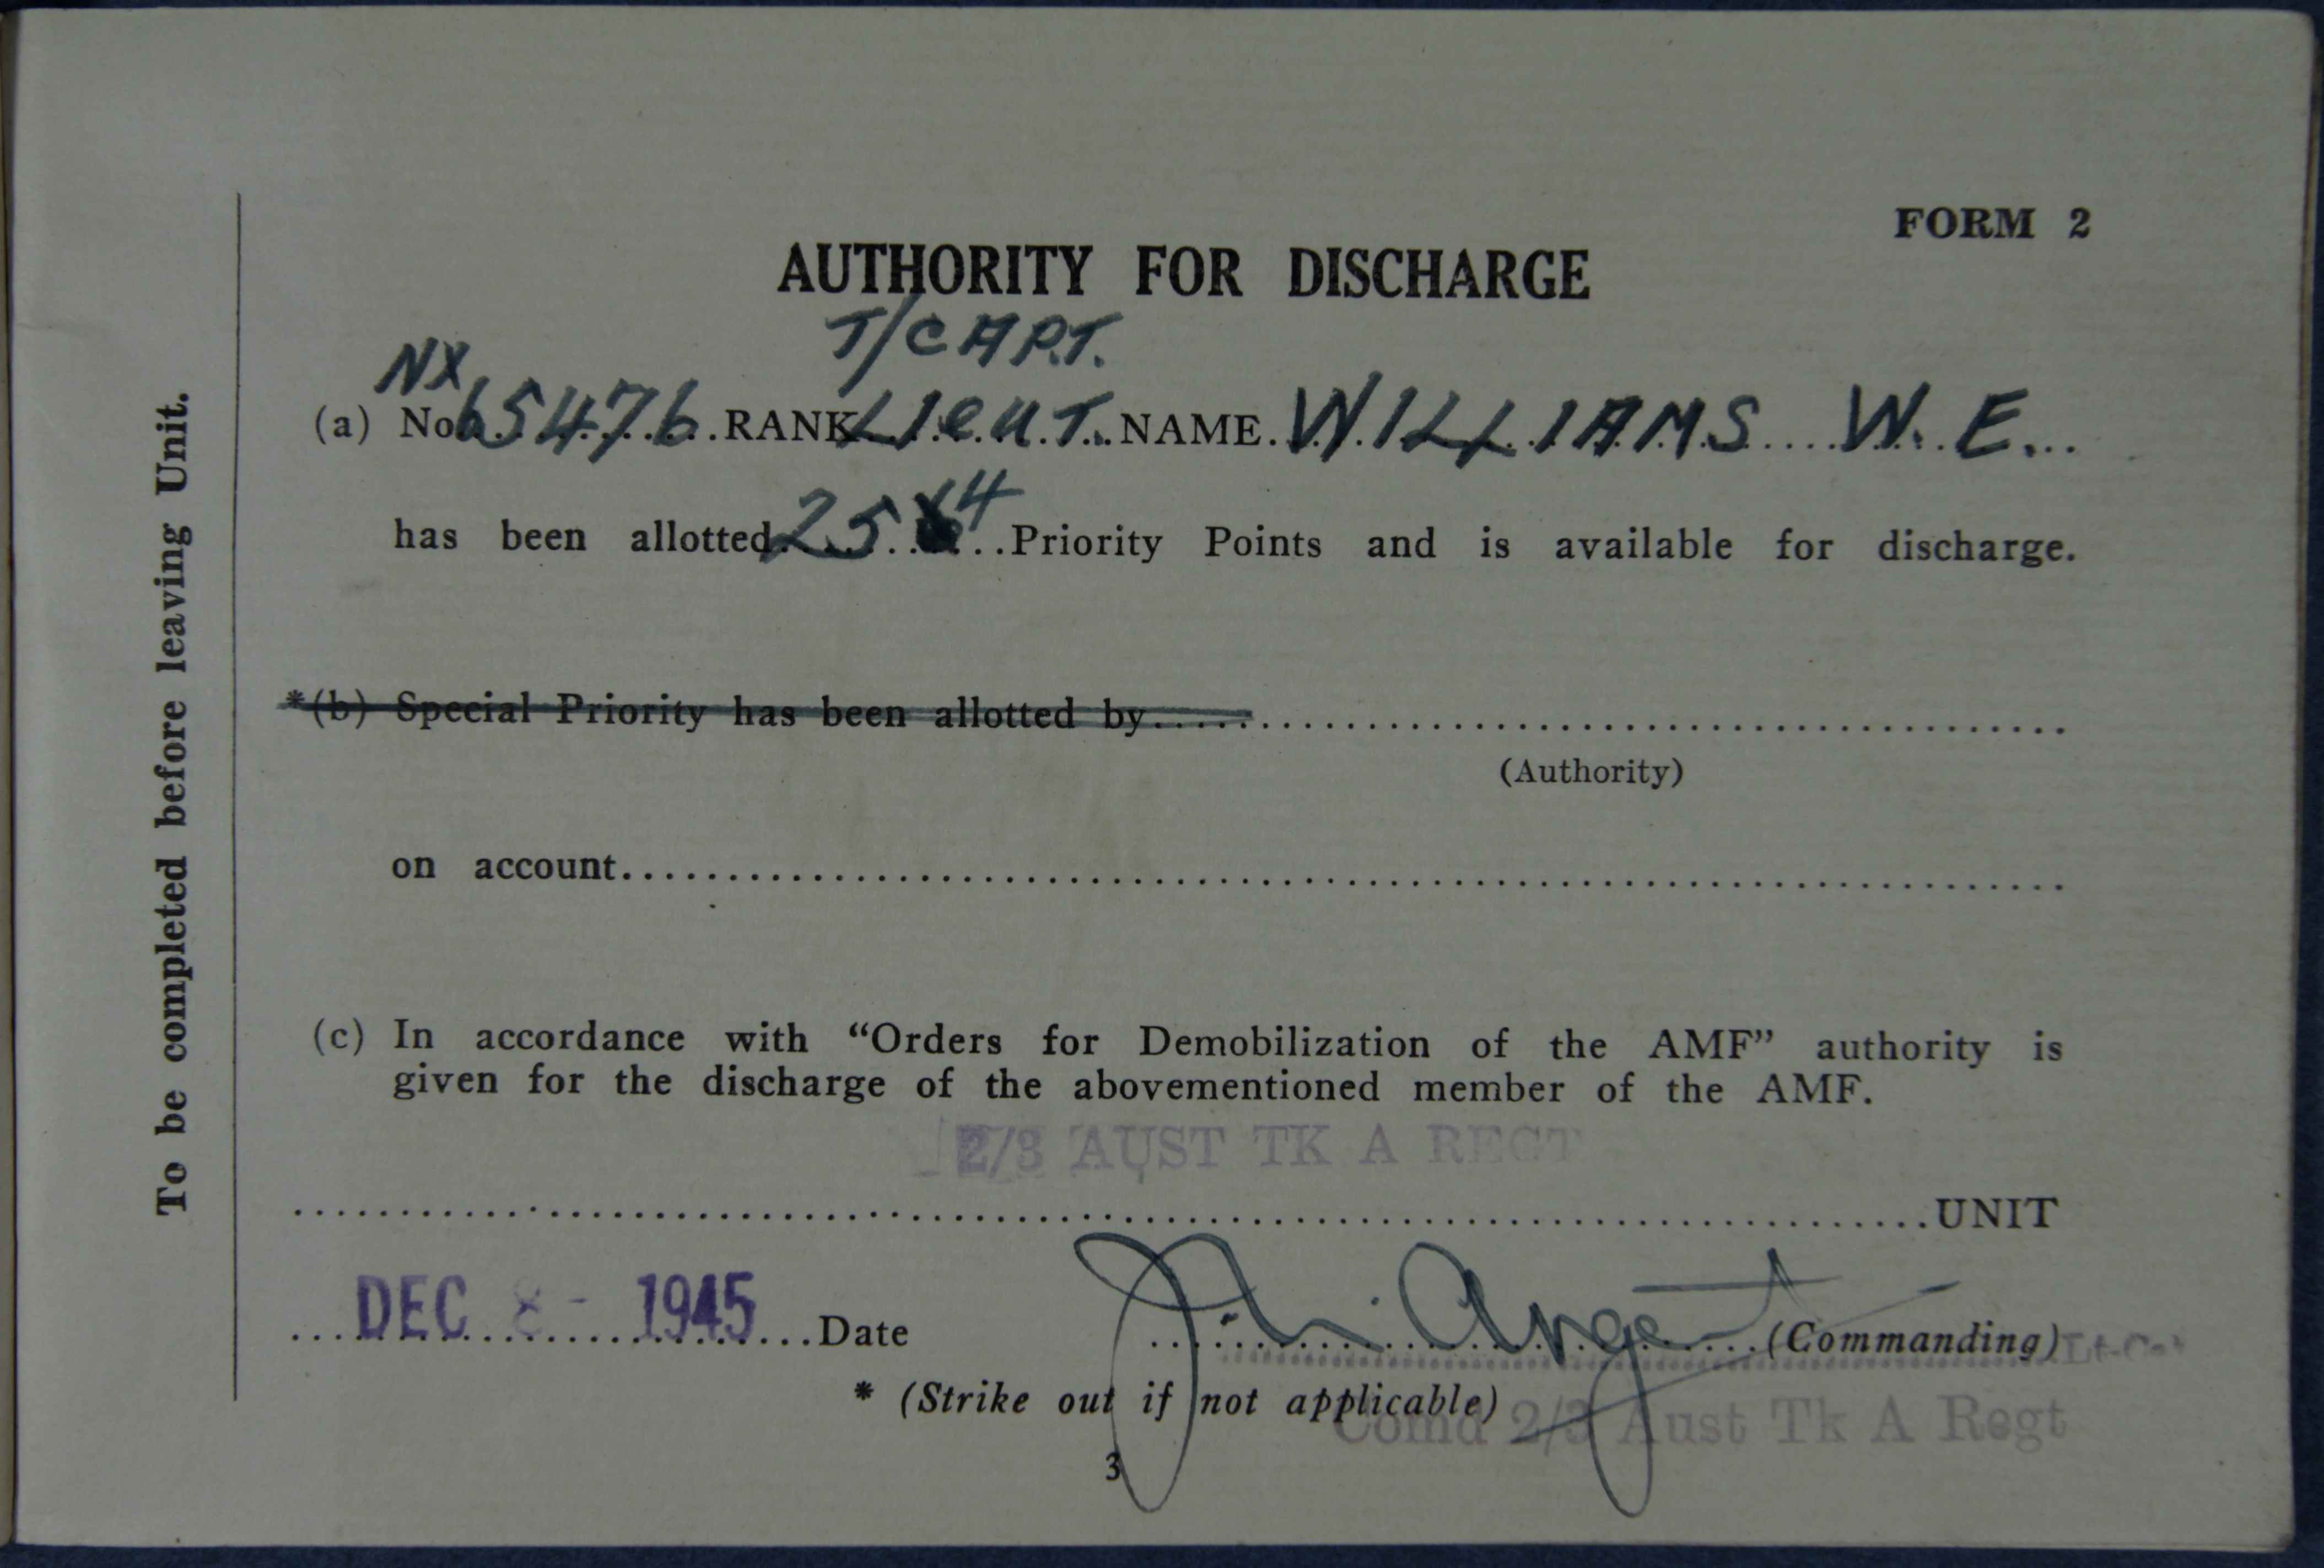 FORM 2
AUTHORITY FOR DISCHARGE
T/CAPT.
NX
(a) No. 65476 RANK LIEUT. NAME. WILLIAMS W. E.
has been allotted 25 4 Priority Points and is available for discharge.
*(b) Special Priority has been allotted by
(Authority)
on account
(c) In accordance with “Orders for Demobilization of the AMF” authority is
given for the discharge of the abovementioned member of the AMF.
2/3 AUST TK A REGT
UNIT
DEC 8 - 1945 Date
Argent (Commanding) Lt-Col
* (Strike out if not applicable)
Comd 2/3 Aust Tk A Regt
3
To be completed before leaving Unit.